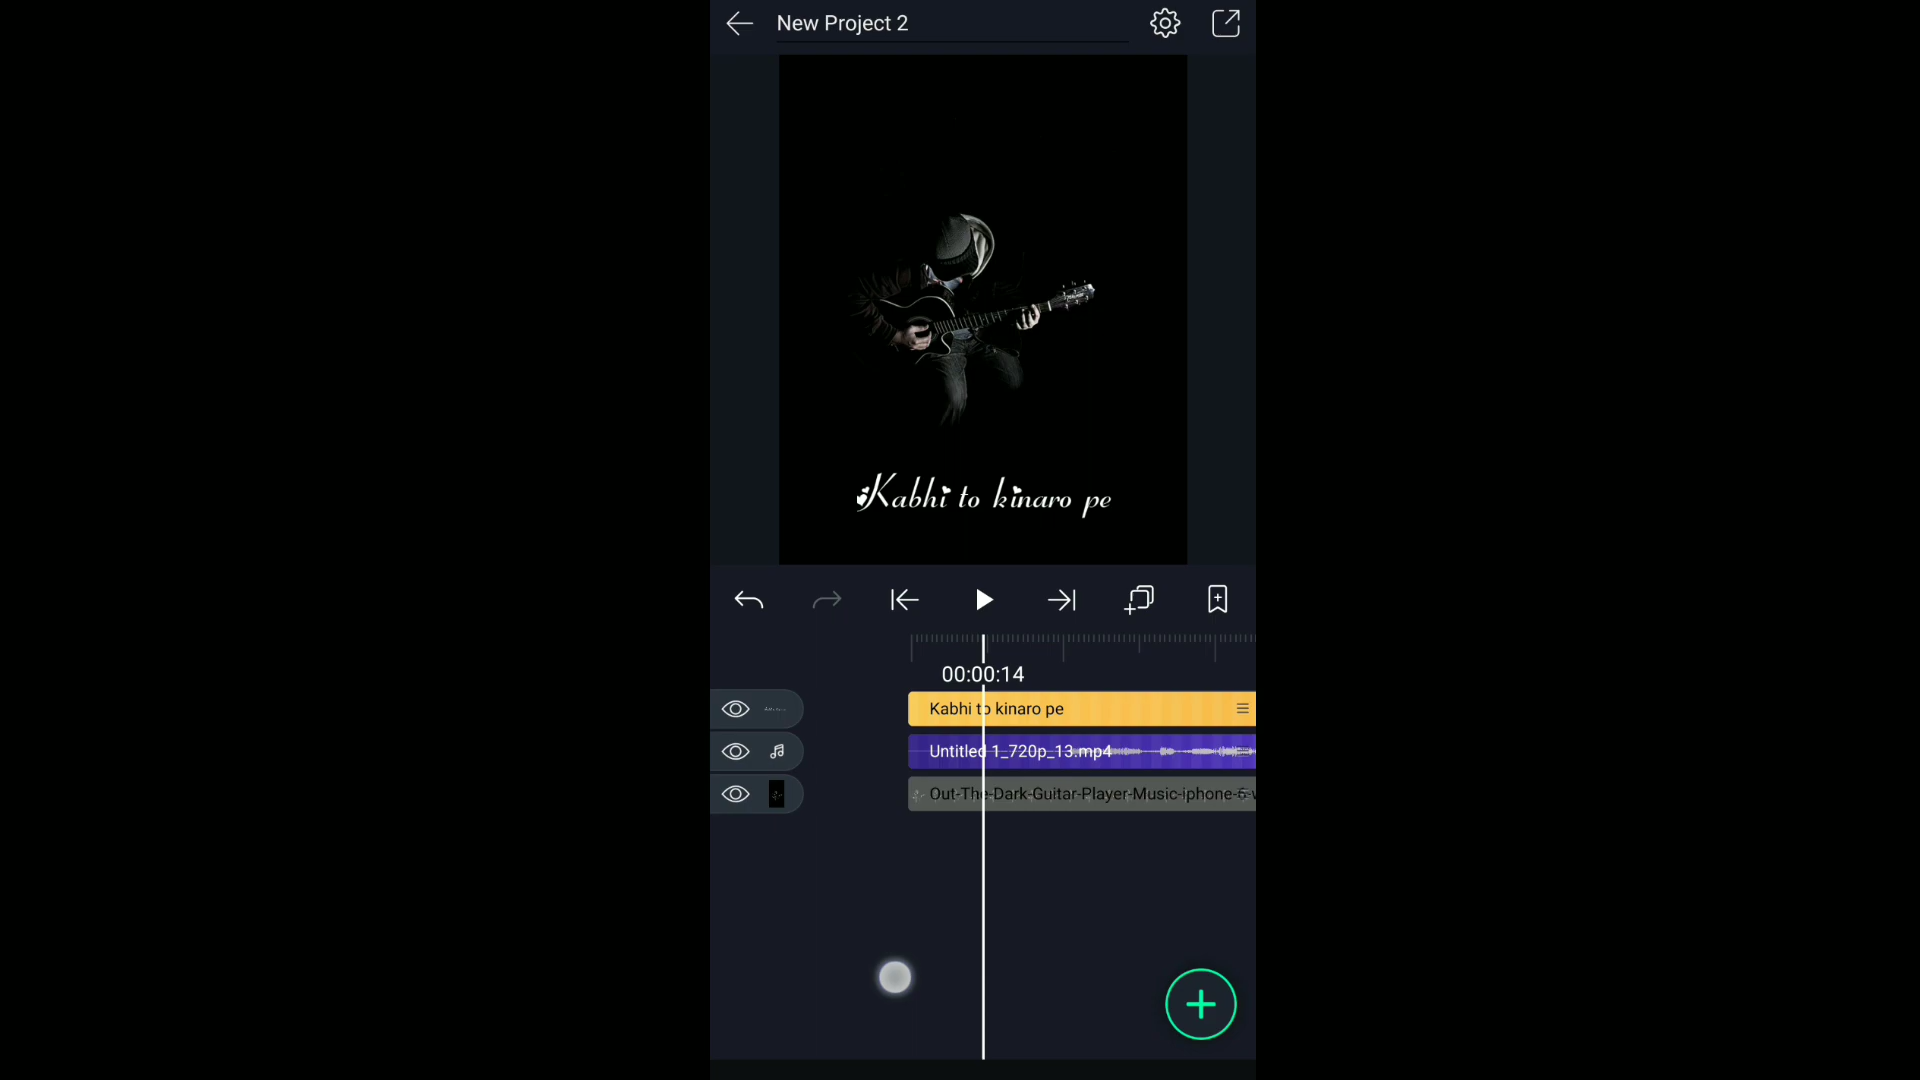 New Project 2
Kabhi to kinaro pe
00:00:14
Kabhi to kinaro pe
Untitled 1_720p_13.mp4
Out-The-Dark-Guitar-Player-Music-iphone-6-w